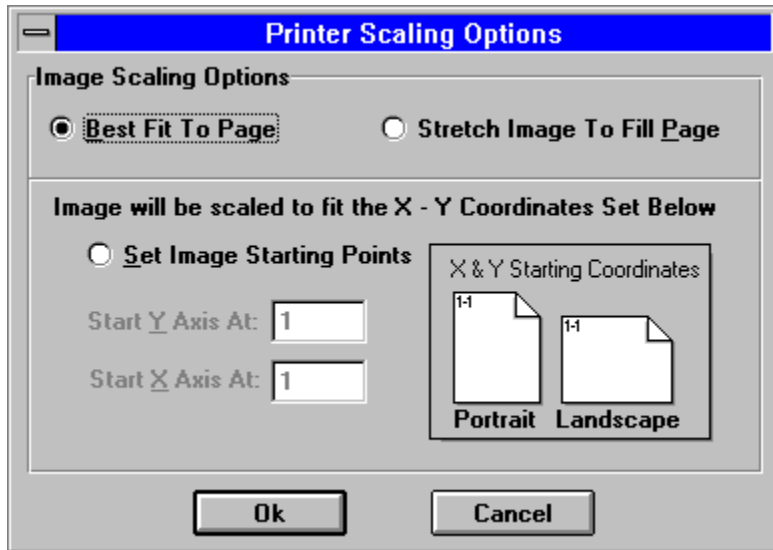 Printer Scaling Options
Image Scaling Options
Best Fit To Page
Stretch Image To Fill Page
Image will be scaled to fit the X - Y Coordinates Set Below
Set Image Starting Points
X & Y Starting Coordinates
Start Y Axis At: 1
Start X Axis At: 1
1-1
1-1
Portrait
Landscape
Ok
Cancel